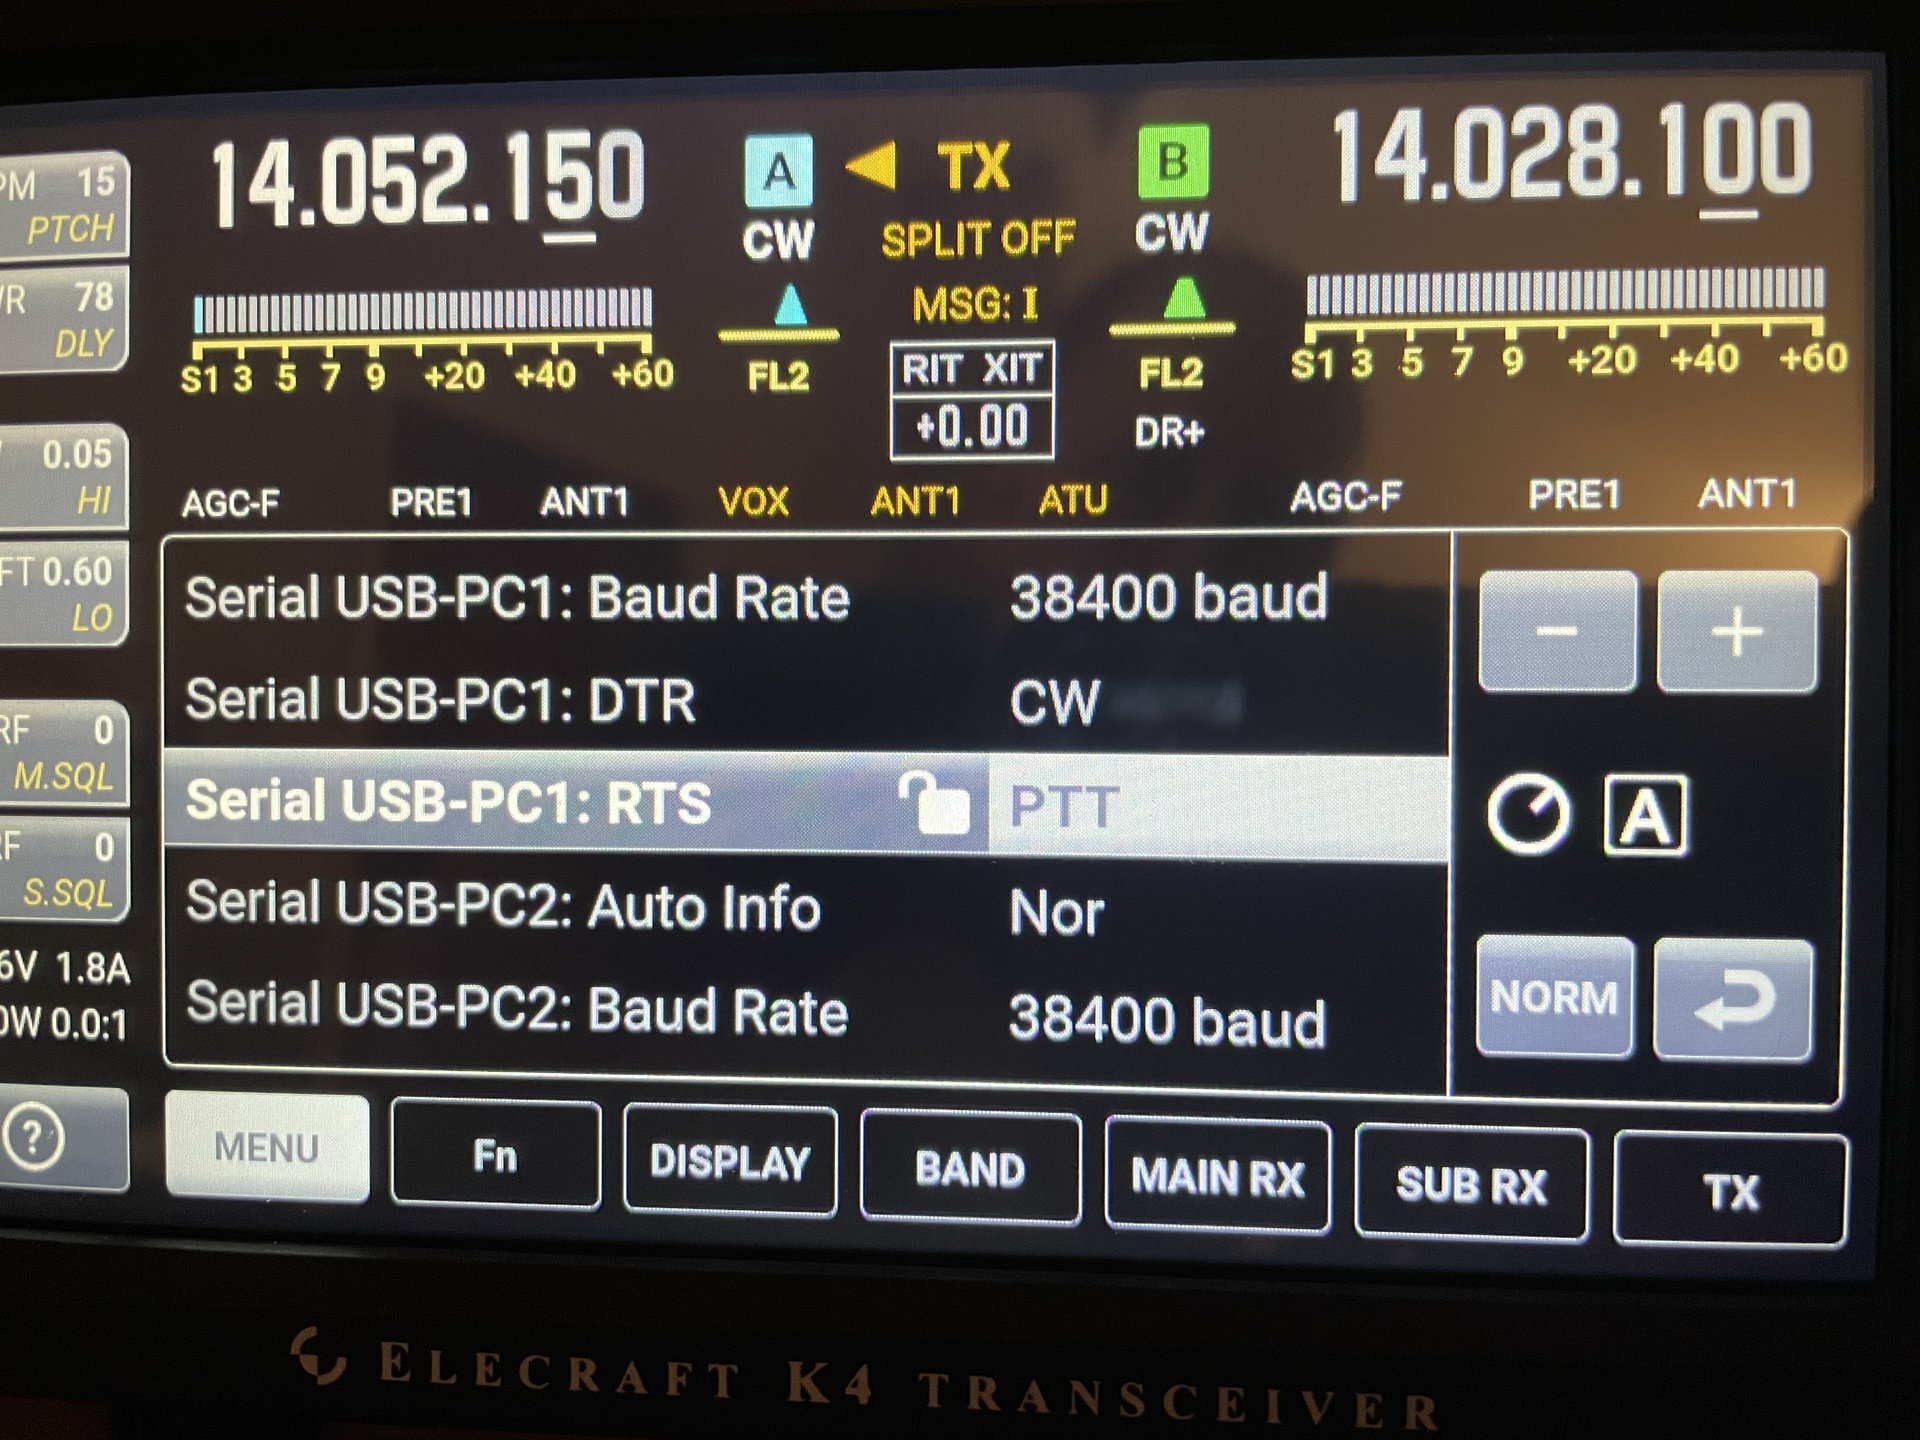 14.052.150 A TX B 14.028.100
CW SPLIT OFF CW
MSG: I
S1 3 5 7 9 +20 +40 +60 FL2 RIT XIT FL2 S1 3 5 7 9 +20 +40 +60
+0.00 DR+
AGC-F PRE1 ANT1 VOX ANT1 ATU AGC-F PRE1 ANT1
15
PTCH
78
DLY
0.05
HI
0.60
LO
0
M.SQL
0
S.SQL
1.8A
0.0:1
?
Serial USB-PC1: Baud Rate 38400 baud
Serial USB-PC1: DTR CW
Serial USB-PC1: RTS PTT
Serial USB-PC2: Auto Info Nor
Serial USB-PC2: Baud Rate 38400 baud
− +
A
NORM
MENU Fn DISPLAY BAND MAIN RX SUB RX TX
ELECRAFT K4 TRANSCEIVER